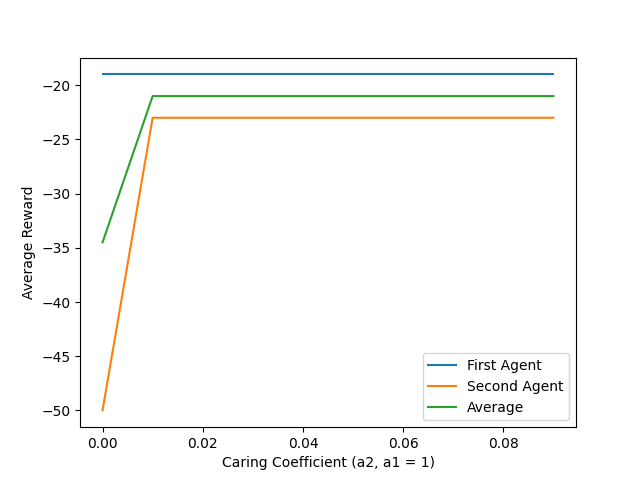 −20
−25
−30
−35
−40
−45
−50
Average Reward
First Agent
Second Agent
Average
0.00 0.02 0.04 0.06 0.08
Caring Coefficient (a2, a1 = 1)